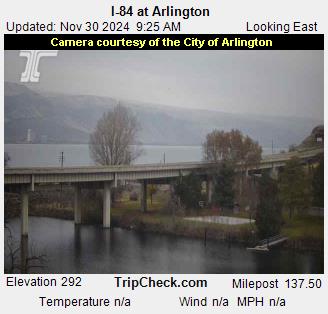 I-84 at Arlington
Updated: Nov 30 2024 9:25 AM Looking East
Camera courtesy of the City of Arlington
Elevation 292 TripCheck.com Milepost 137.50
Temperature n/a Wind n/a MPH n/a